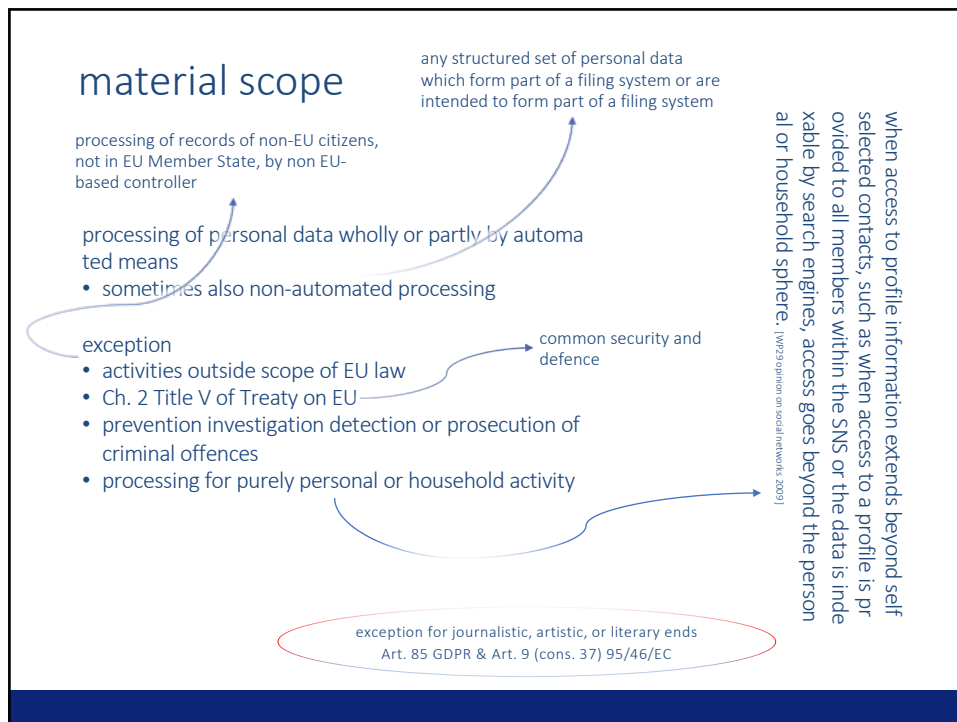 material scope
any structured set of personal data
which form part of a filing system or are
intended to form part of a filing system
processing of records of non-EU citizens,
not in EU Member State, by non EU-
based controller
processing of personal data wholly or partly by automa
ted means
• sometimes also non-automated processing
exception
• activities outside scope of EU law
• Ch. 2 Title V of Treaty on EU
• prevention investigation detection or prosecution of
criminal offences
• processing for purely personal or household activity
common security and
defence
when access to profile information extends beyond self
selected contacts, such as when access to a profile is pr
ovided to all members within the SNS or the data is inde
xable by search engines, access goes beyond the person
al or household sphere. [WP29 opinion on social networks 2009]
exception for journalistic, artistic, or literary ends
Art. 85 GDPR & Art. 9 (cons. 37) 95/46/EC